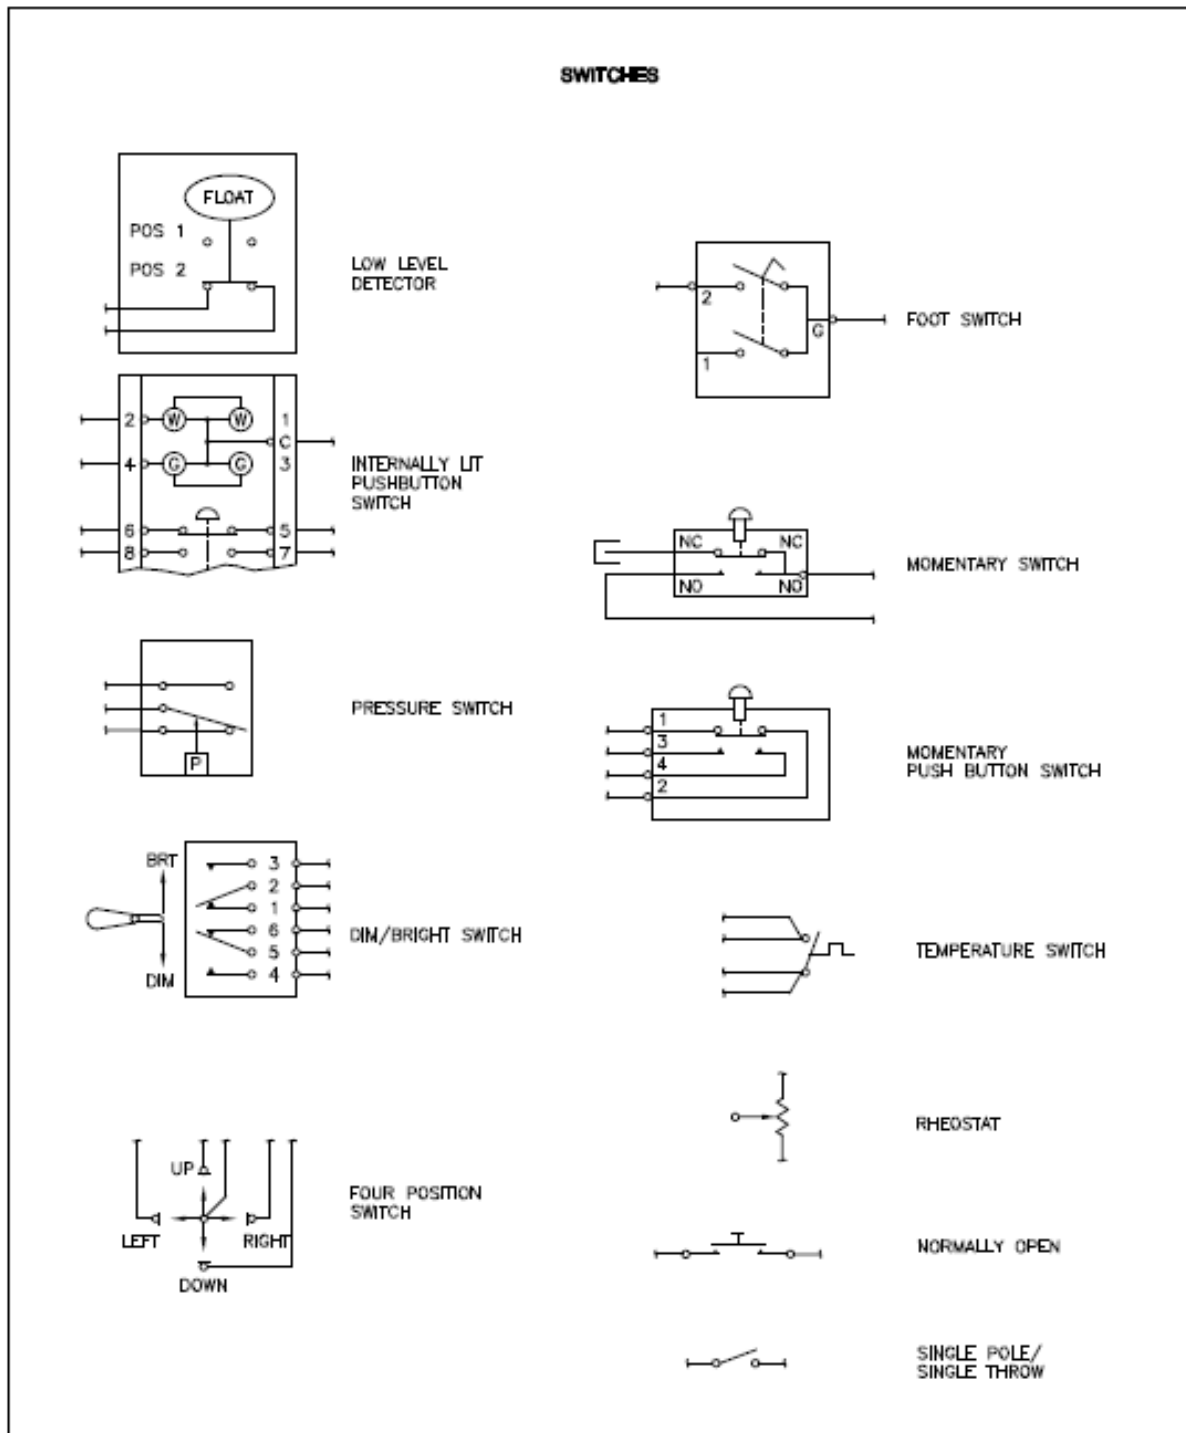 SWITCHES
FLOAT
POS 1
POS 2
LOW LEVEL
DETECTOR
2
W
W
1
C
4
G
G
3
6
5
8
7
INTERNALLY LIT
PUSHBUTTON
SWITCH
P
PRESSURE SWITCH
BRT
DIM
3
2
1
6
5
4
DIM/BRIGHT SWITCH
UP
LEFT
RIGHT
DOWN
FOUR POSITION
SWITCH
2
G
1
FOOT SWITCH
NC
NC
NO
NO
MOMENTARY SWITCH
1
3
4
2
MOMENTARY
PUSH BUTTON SWITCH
TEMPERATURE SWITCH
RHEOSTAT
NORMALLY OPEN
SINGLE POLE/
SINGLE THROW